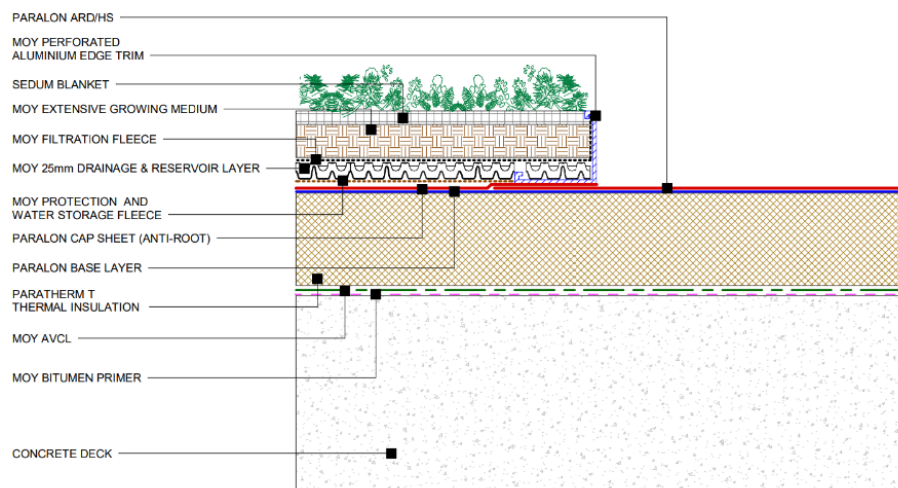 PARALON ARD/HS
MOY PERFORATED
ALUMINIUM EDGE TRIM
SEDUM BLANKET
MOY EXTENSIVE GROWING MEDIUM
MOY FILTRATION FLEECE
MOY 25mm DRAINAGE & RESERVOIR LAYER
MOY PROTECTION AND
WATER STORAGE FLEECE
PARALON CAP SHEET (ANTI-ROOT)
PARALON BASE LAYER
PARATHERM T
THERMAL INSULATION
MOY AVCL
MOY BITUMEN PRIMER
CONCRETE DECK